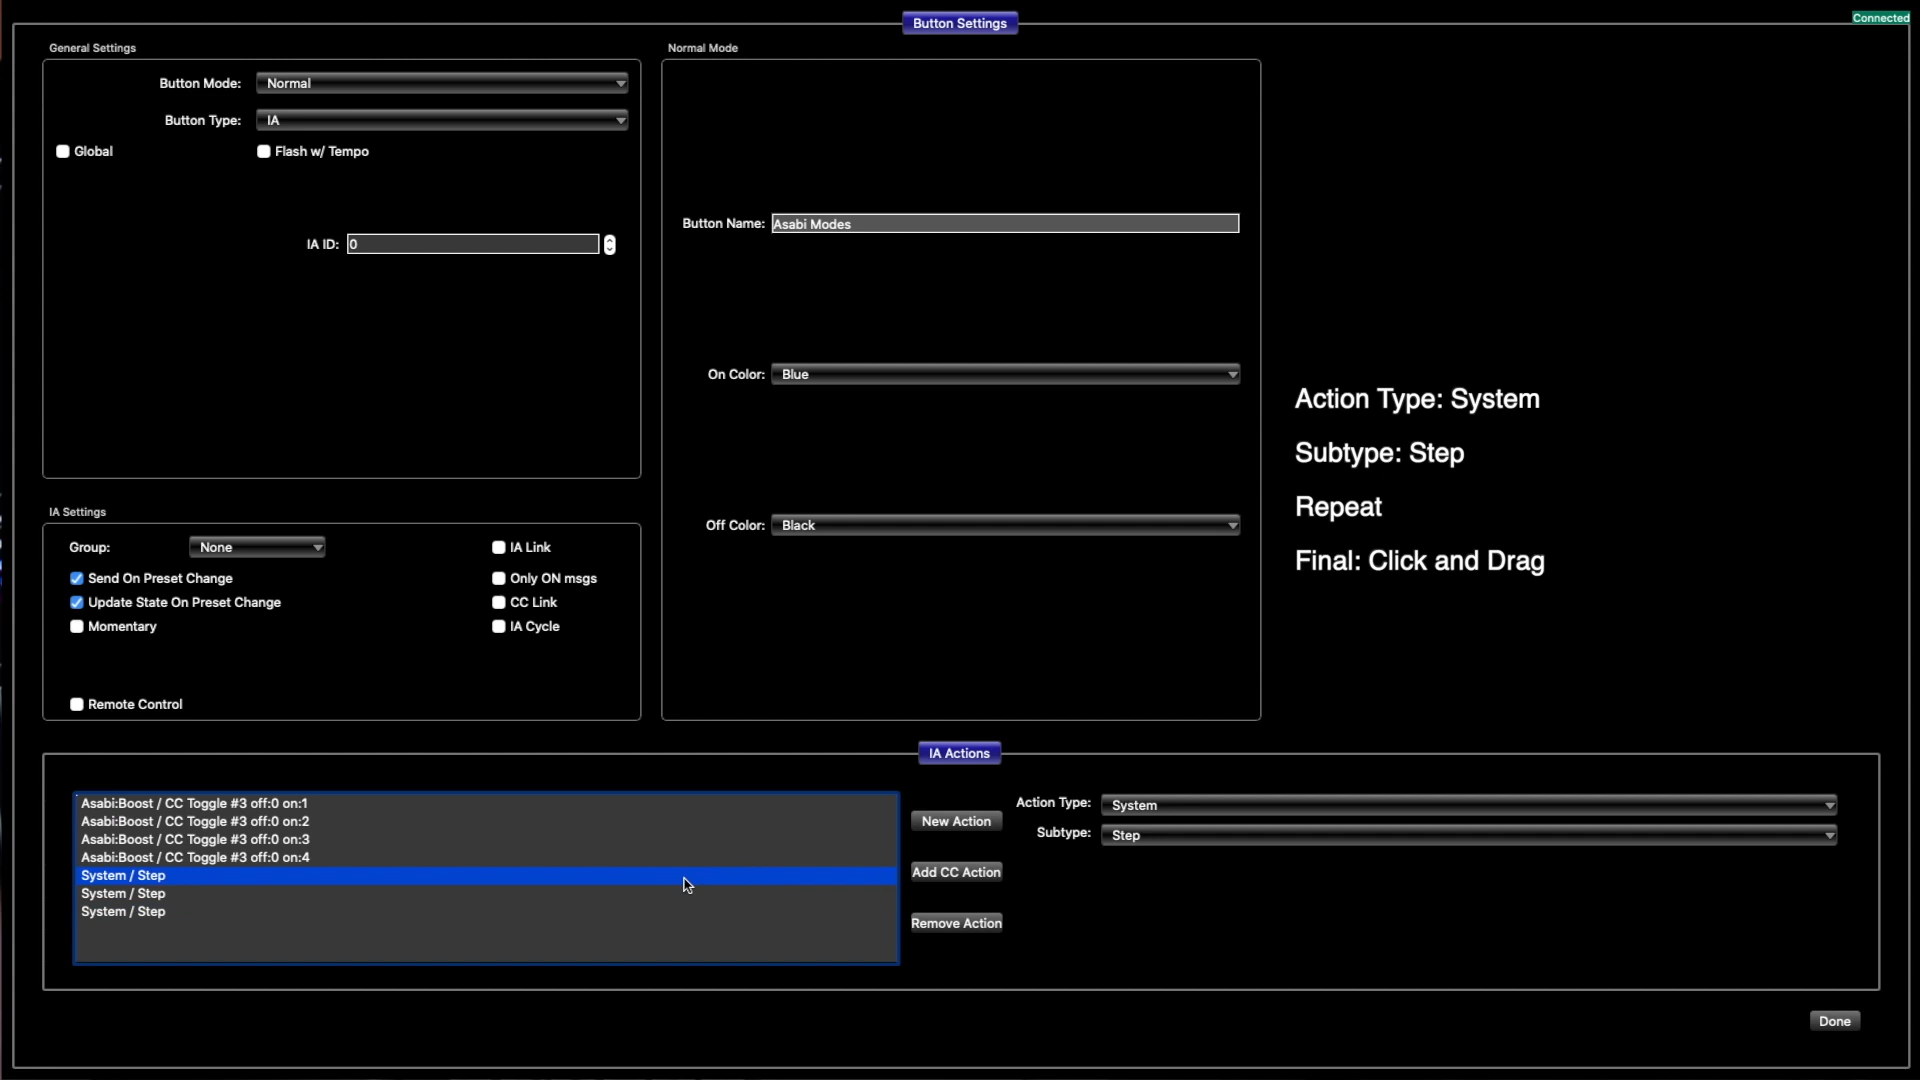 Button Settings
Connected
General Settings
Button Mode: Normal
Button Type: IA
Global
Flash w/ Tempo
IA ID: 0
Normal Mode
Button Name: Asabi Modes
On Color: Blue
Off Color: Black
Action Type: System
Subtype: Step
Repeat
Final: Click and Drag
IA Settings
Group: None
IA Link
Send On Preset Change
Only ON msgs
Update State On Preset Change
CC Link
Momentary
IA Cycle
Remote Control
IA Actions
Asabi:Boost / CC Toggle #3 off:0 on:1
Asabi:Boost / CC Toggle #3 off:0 on:2
Asabi:Boost / CC Toggle #3 off:0 on:3
Asabi:Boost / CC Toggle #3 off:0 on:4
System / Step
System / Step
System / Step
New Action
Add CC Action
Remove Action
Action Type: System
Subtype: Step
Done